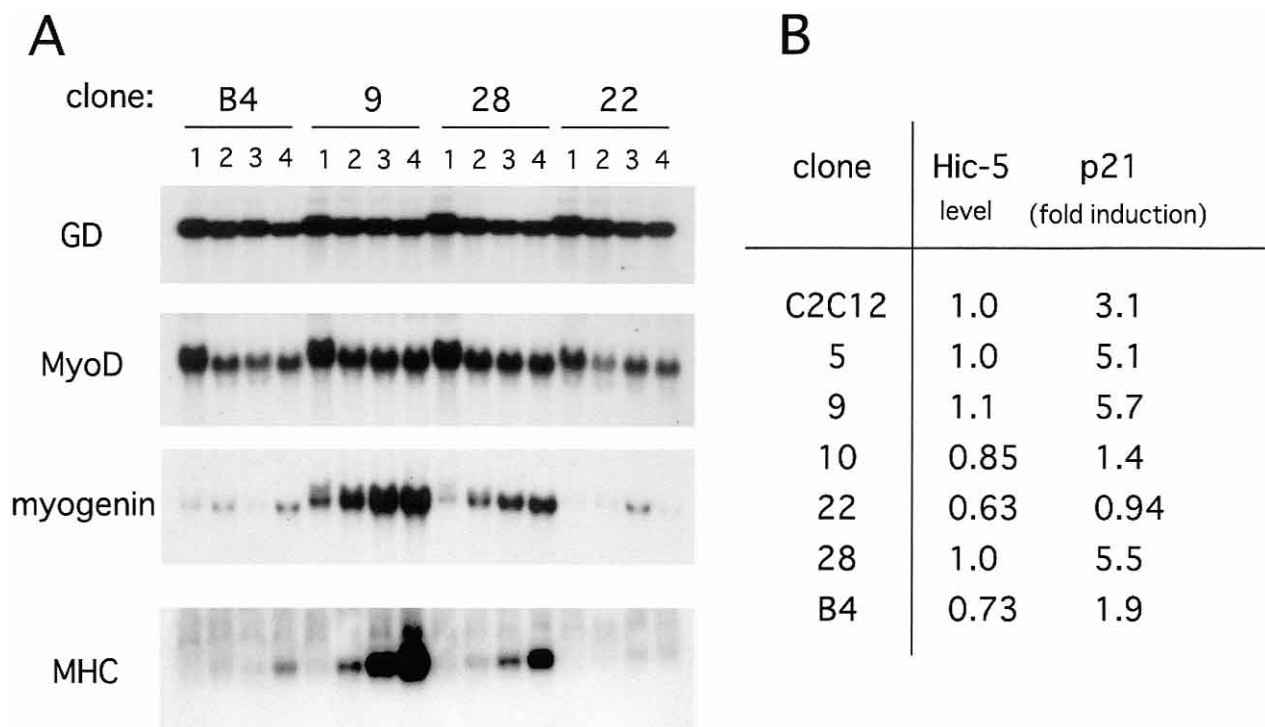 A
clone: B4 9 28 22
1 2 3 4 1 2 3 4 1 2 3 4 1 2 3 4
GD
MyoD
myogenin
MHC
B
clone Hic-5 p21
level (fold induction)
C2C12 1.0 3.1
5 1.0 5.1
9 1.1 5.7
10 0.85 1.4
22 0.63 0.94
28 1.0 5.5
B4 0.73 1.9